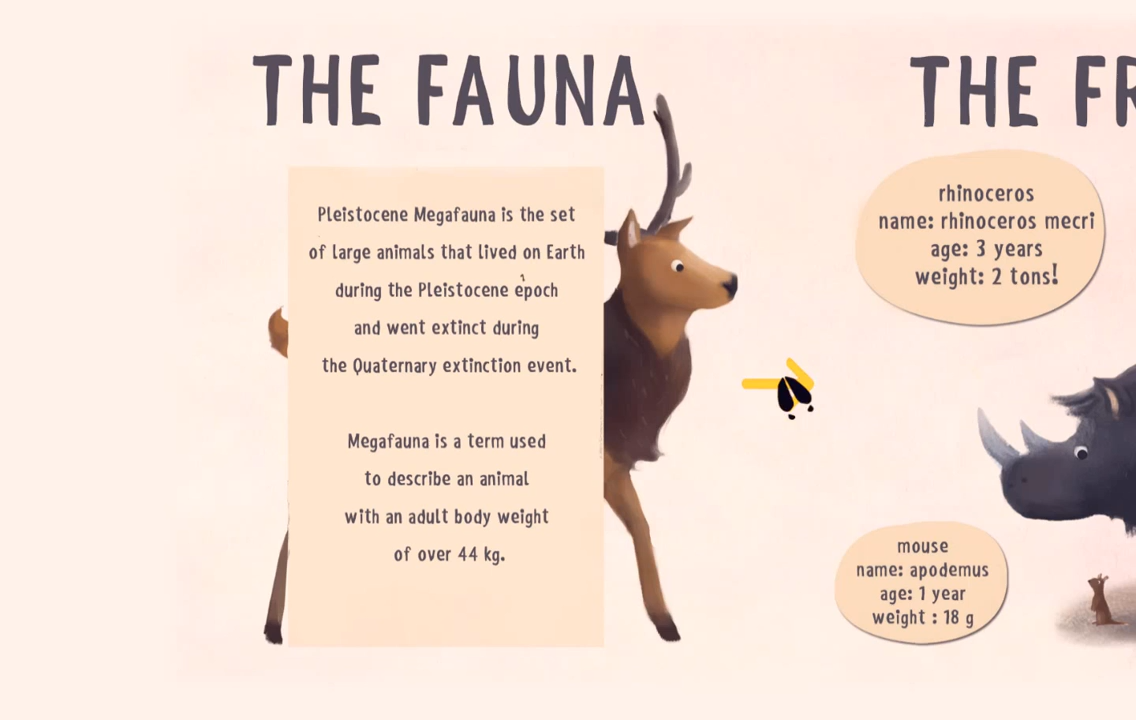 THE FAUNA
Pleistocene Megafauna is the set
of large animals that lived on Earth
during the Pleistocene epoch
and went extinct during
the Quaternary extinction event.
Megafauna is a term used
to describe an animal
with an adult body weight
of over 44 kg.
THE FR
rhinoceros
name: rhinoceros mecri
age: 3 years
weight: 2 tons!
mouse
name: apodemus
age: 1 year
weight : 18 g